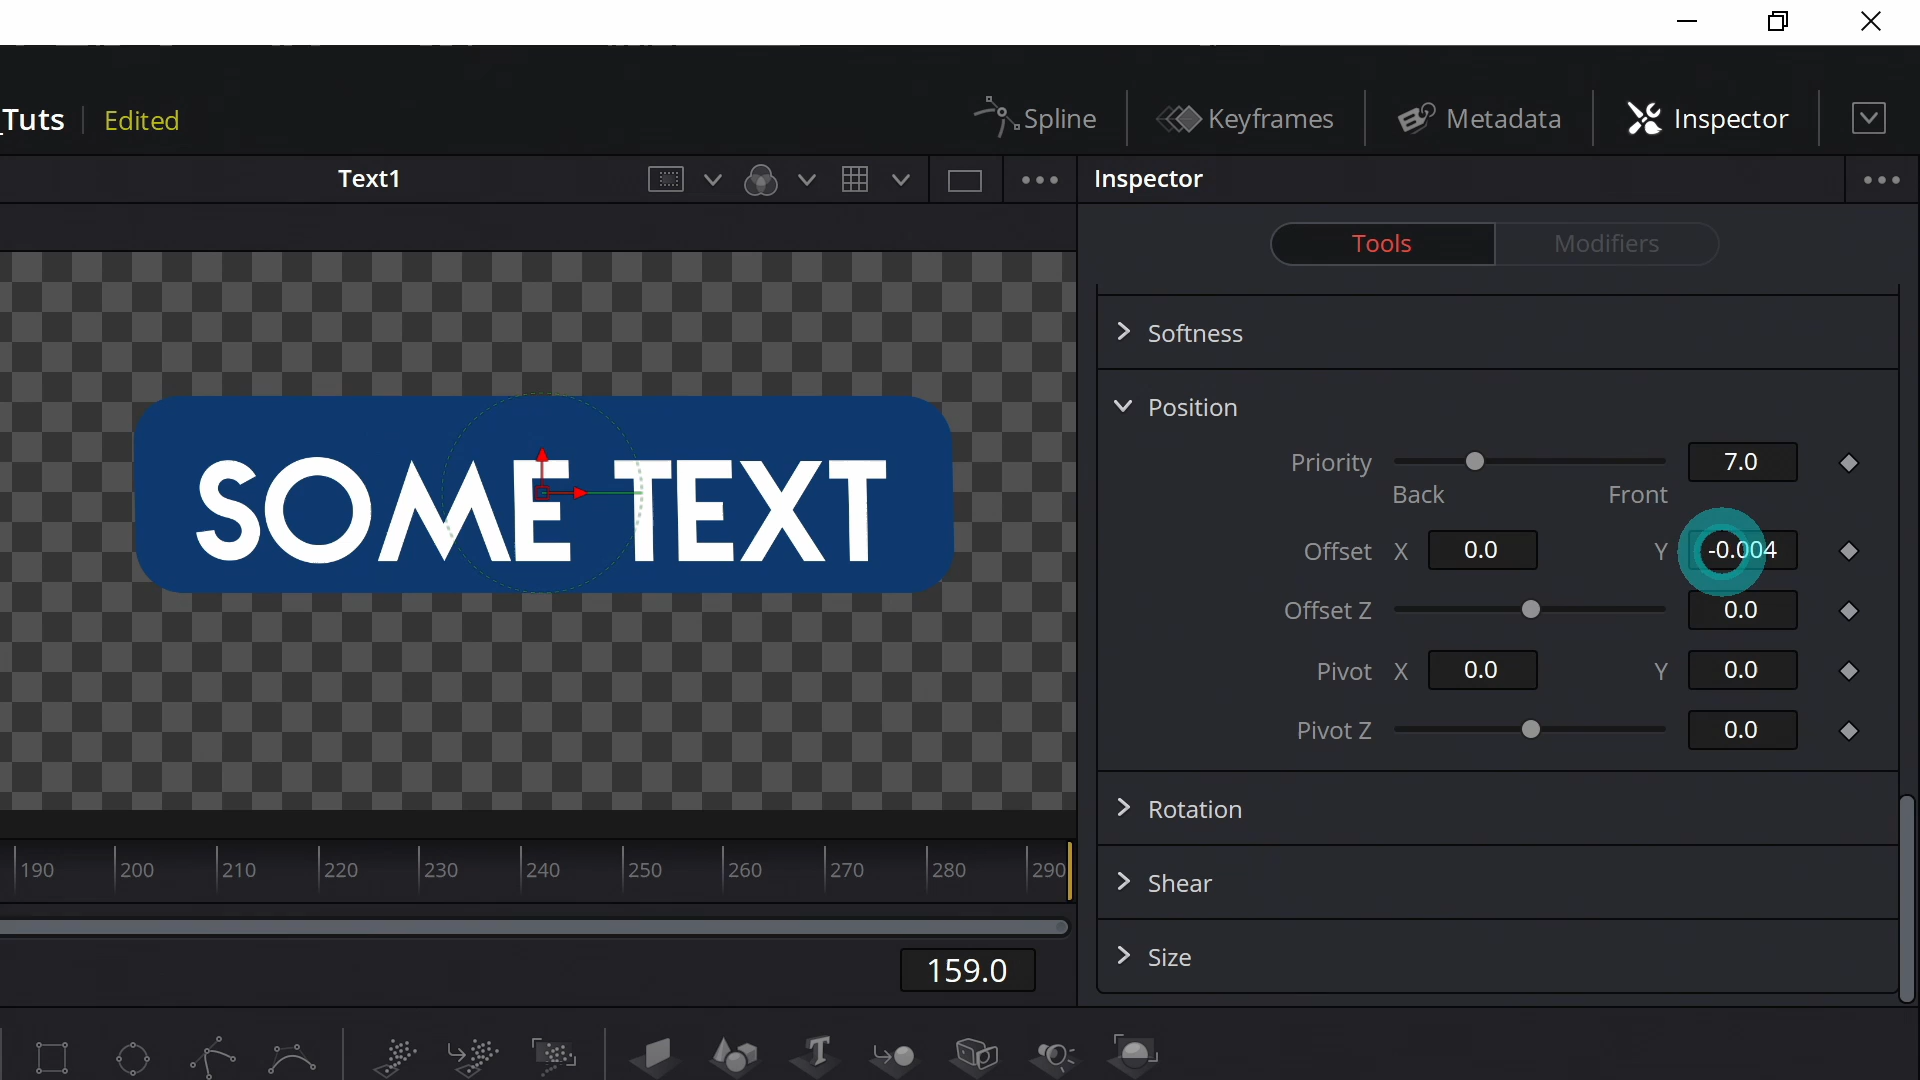 _Tuts
Edited
Spline
Keyframes
Metadata
Inspector
Text1
Inspector
Tools
Modifiers
Softness
Position
SOME TEXT
Priority
7.0
Back
Front
Offset X
0.0
Y
-0.004
Offset Z
0.0
Pivot X
0.0
Y
0.0
Pivot Z
0.0
Rotation
Shear
Size
190 200 210 220 230 240 250 260 270 280 290
159.0